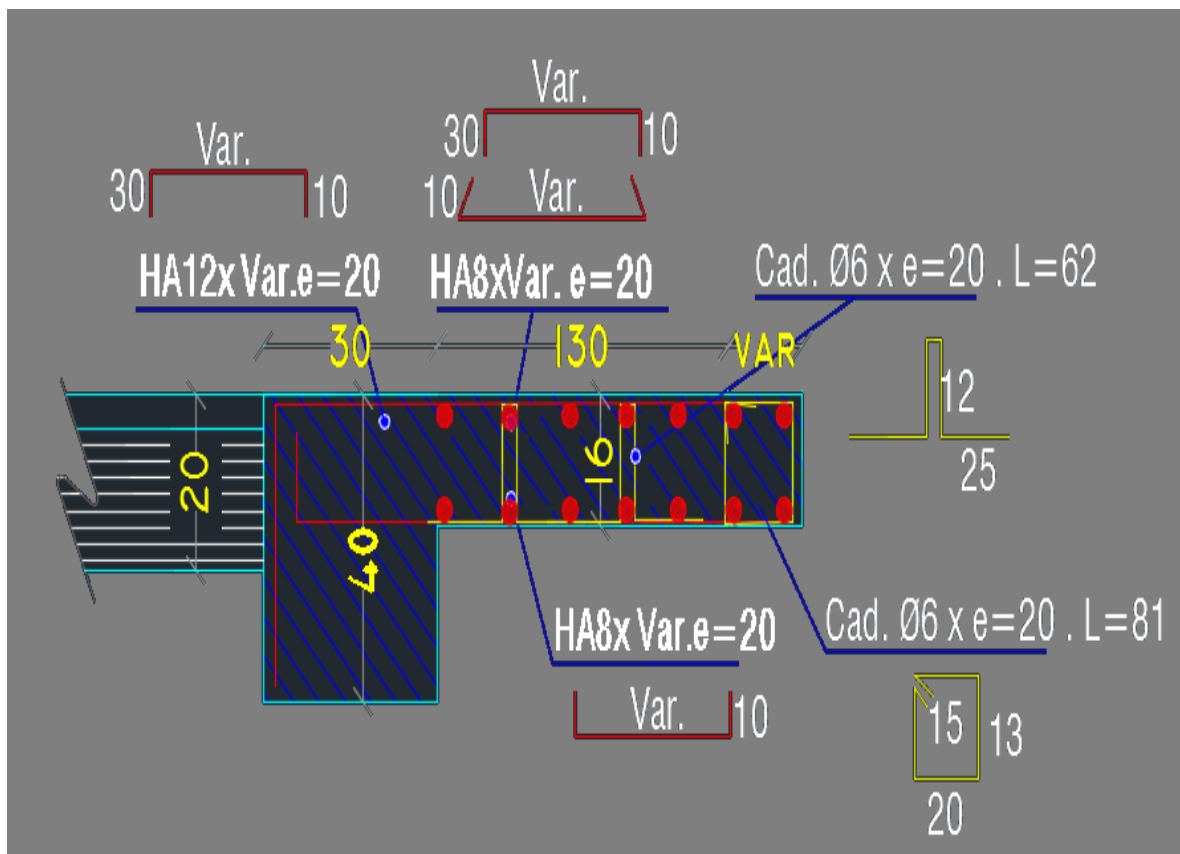 Var.
30
10
Var.
30
10
10
Var.
HA12x Var.e=20
HA8xVar. e=20
Cad. Ø6 x e=20 . L=62
30
130
VAR
12
25
20
16
40
HA8x Var.e=20
Var.
10
Cad. Ø6 x e=20 . L=81
15
13
20